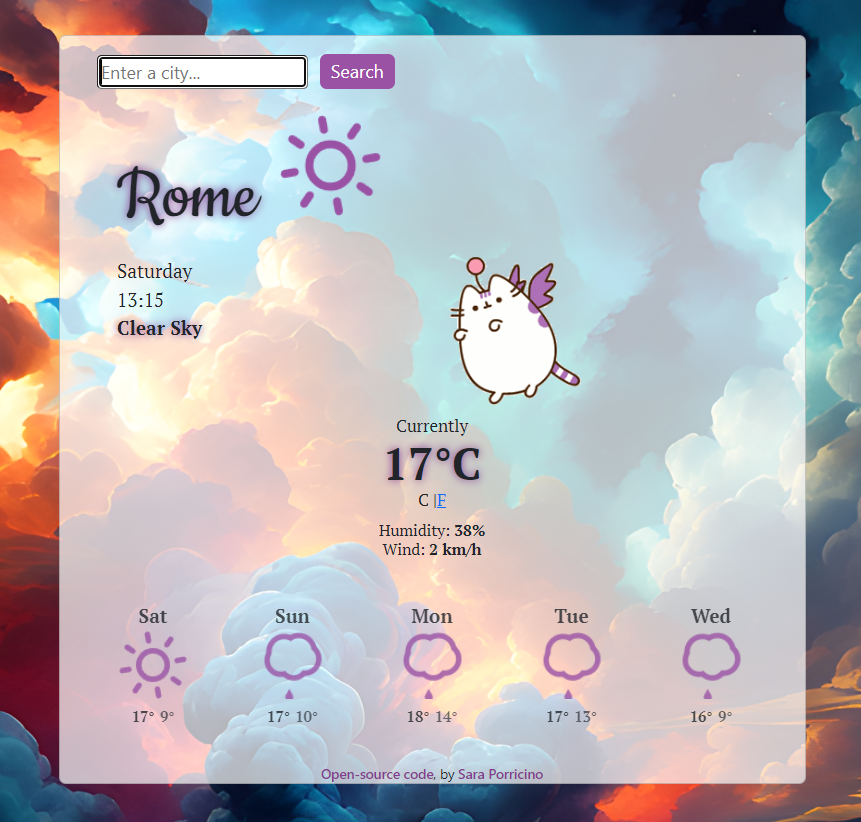 Enter a city...
Search
Rome
Saturday
13:15
Clear Sky
Currently
17°C
C |F
Humidity: 38%
Wind: 2 km/h
Sat Sun Mon Tue Wed
17° 9° 17° 10° 18° 14° 17° 13° 16° 9°
Open-source code, by Sara Porricino